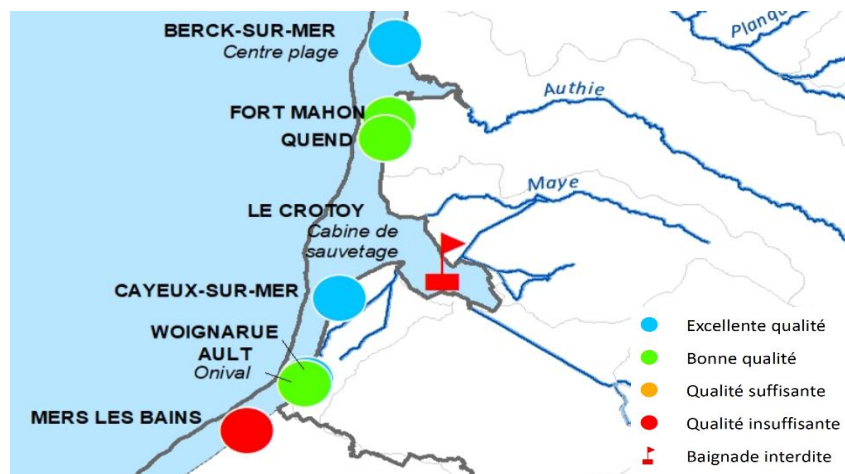 BERCK-SUR-MER
Centre plage
Planq
Authie
FORT MAHON
QUEND
Maye
LE CROTOY
Cabine de
sauvetage
CAYEUX-SUR-MER
WOIGNARUE
AULT
Onival
MERS LES BAINS
Excellente qualité
Bonne qualité
Qualité suffisante
Qualité insuffisante
Baignade interdite